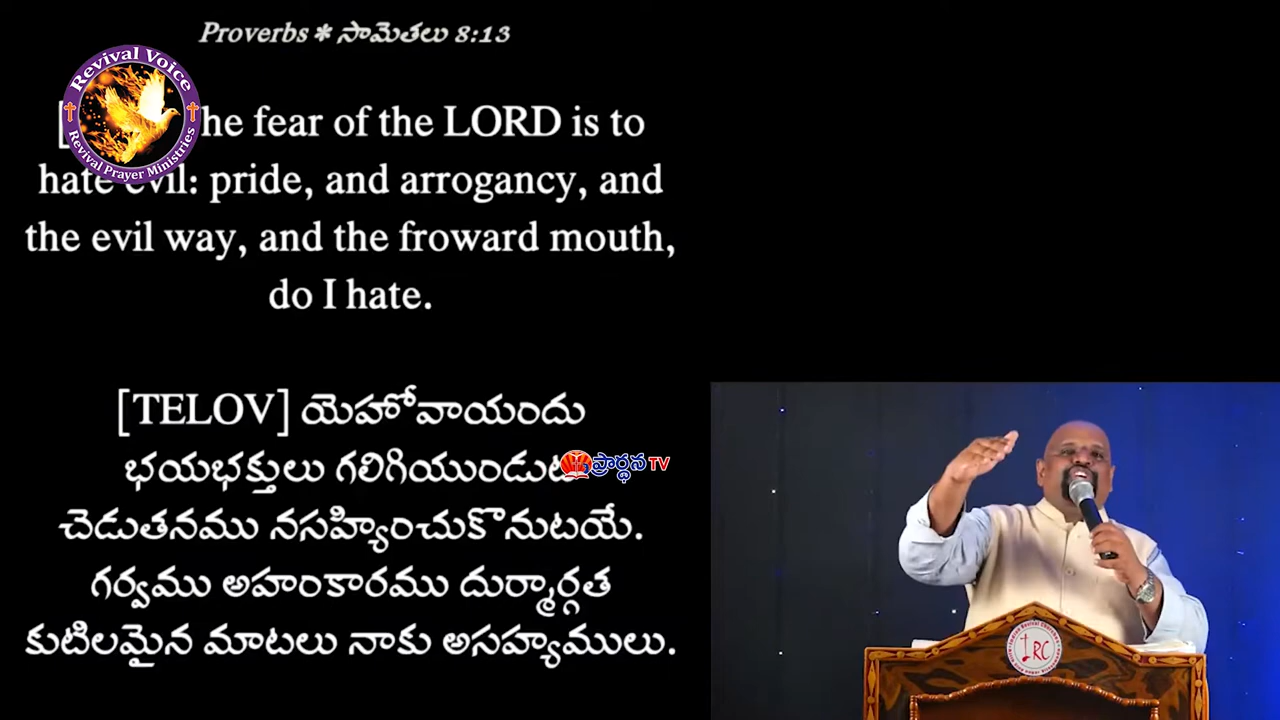 Proverbs * సామెతలు 8:13
Revival Voice
Revival Prayer Ministries
he fear of the LORD is to
hate evil: pride, and arrogancy, and
the evil way, and the froward mouth,
do I hate.
[TELOV] యెహోవాయందు
భయభక్తులు గలిగియుండుట
ప్రార్థన TV
చెడుతనము నసహ్యించుకొనుటయే.
గర్వము అహంకారము దుర్మార్గత
కుటిలమైన మాటలు నాకు అసహ్యములు.
IRC